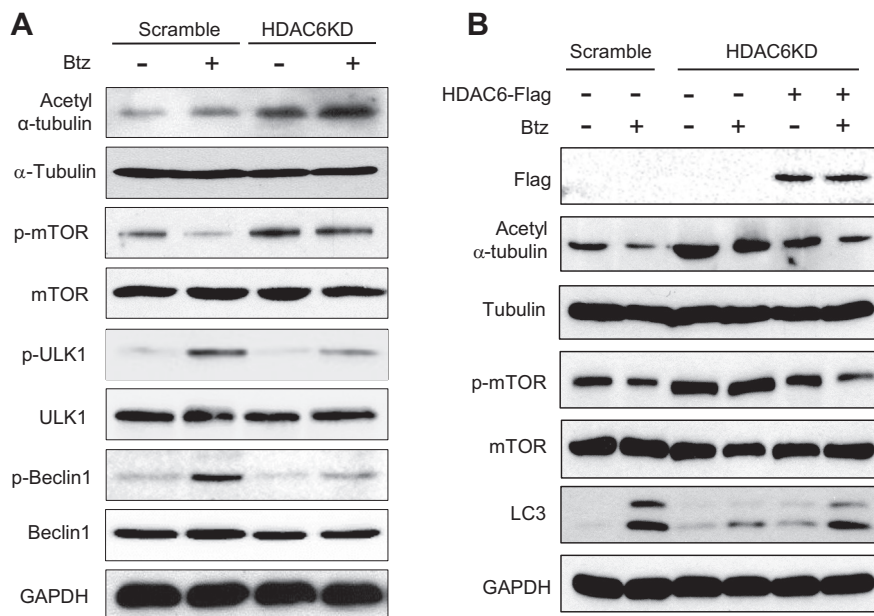 A
Scramble HDAC6KD
Btz - + - +
Acetyl
α-tubulin
α-Tubulin
p-mTOR
mTOR
p-ULK1
ULK1
p-Beclin1
Beclin1
GAPDH
B
Scramble HDAC6KD
HDAC6-Flag - - - - + +
Btz - + - + - +
Flag
Acetyl
α-tubulin
Tubulin
p-mTOR
mTOR
LC3
GAPDH